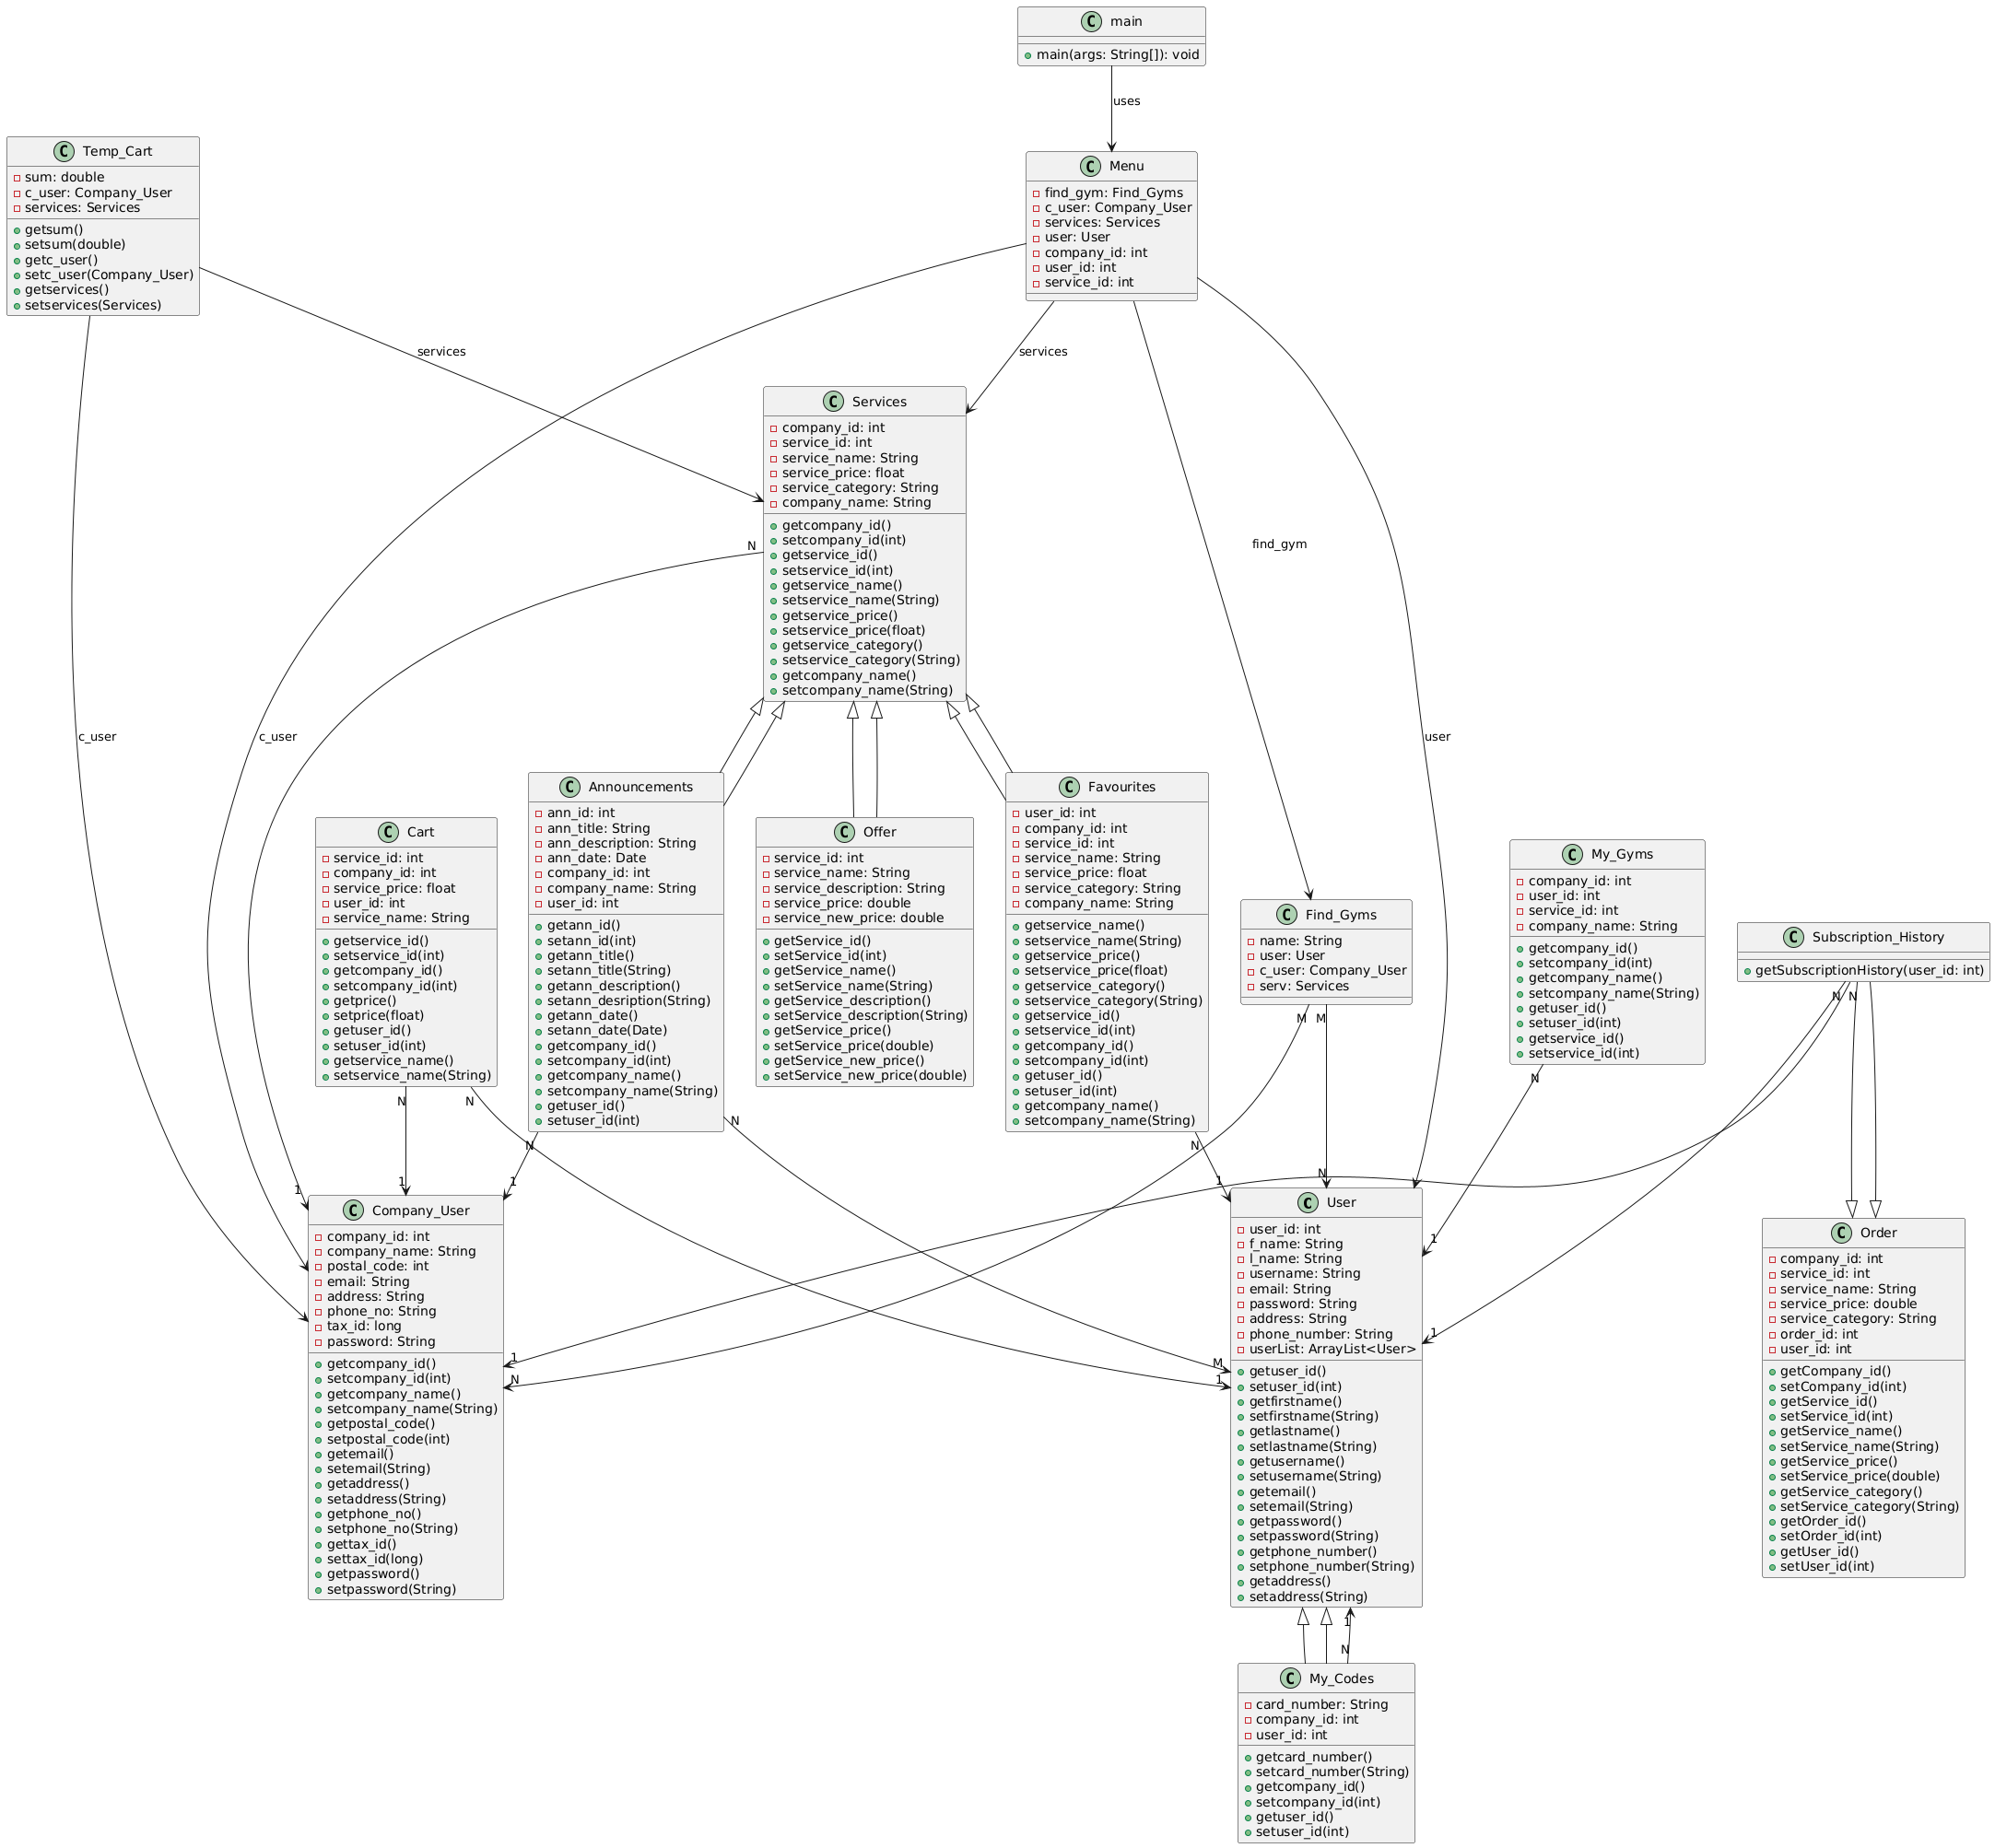 main
main(args: String[]): void
uses
Temp_Cart
sum: double
c_user: Company_User
services: Services
getsum()
setsum(double)
getc_user()
setc_user(Company_User)
getservices()
setservices(Services)
Menu
find_gym: Find_Gyms
c_user: Company_User
services: Services
user: User
company_id: int
user_id: int
service_id: int
services
services
Services
company_id: int
service_id: int
service_name: String
service_price: float
service_category: String
company_name: String
getcompany_id()
setcompany_id(int)
getservice_id()
setservice_id(int)
getservice_name()
setservice_name(String)
getservice_price()
setservice_price(float)
getservice_category()
setservice_category(String)
getcompany_name()
setcompany_name(String)
N
find_gym
c_user
c_user
user
Cart
service_id: int
company_id: int
service_price: float
user_id: int
service_name: String
getservice_id()
setservice_id(int)
getcompany_id()
setcompany_id(int)
getprice()
setprice(float)
getuser_id()
setuser_id(int)
getservice_name()
setservice_name(String)
Announcements
ann_id: int
ann_title: String
ann_description: String
ann_date: Date
company_id: int
company_name: String
user_id: int
getann_id()
setann_id(int)
getann_title()
setann_title(String)
getann_description()
setann_desription(String)
getann_date()
setann_date(Date)
getcompany_id()
setcompany_id(int)
getcompany_name()
setcompany_name(String)
getuser_id()
setuser_id(int)
Offer
service_id: int
service_name: String
service_description: String
service_price: double
service_new_price: double
getService_id()
setService_id(int)
getService_name()
setService_name(String)
getService_description()
setService_description(String)
getService_price()
setService_price(double)
getService_new_price()
setService_new_price(double)
Favourites
user_id: int
company_id: int
service_id: int
service_name: String
service_price: float
service_category: String
company_name: String
getservice_name()
setservice_name(String)
getservice_price()
setservice_price(float)
getservice_category()
setservice_category(String)
getservice_id()
setservice_id(int)
getcompany_id()
setcompany_id(int)
getuser_id()
setuser_id(int)
getcompany_name()
setcompany_name(String)
Find_Gyms
name: String
user: User
c_user: Company_User
serv: Services
My_Gyms
company_id: int
user_id: int
service_id: int
company_name: String
getcompany_id()
setcompany_id(int)
getcompany_name()
setcompany_name(String)
getuser_id()
setuser_id(int)
getservice_id()
setservice_id(int)
Subscription_History
getSubscriptionHistory(user_id: int)
N N
M M
N
N N
N
N
N
1
1
1
1
N
Company_User
company_id: int
company_name: String
postal_code: int
email: String
address: String
phone_no: String
tax_id: long
password: String
getcompany_id()
setcompany_id(int)
getcompany_name()
setcompany_name(String)
getpostal_code()
setpostal_code(int)
getemail()
setemail(String)
getaddress()
setaddress(String)
getphone_no()
setphone_no(String)
gettax_id()
settax_id(long)
getpassword()
setpassword(String)
1
N
User
user_id: int
f_name: String
l_name: String
username: String
email: String
password: String
address: String
phone_number: String
userList: ArrayList<User>
getuser_id()
setuser_id(int)
getfirstname()
setfirstname(String)
getlastname()
setlastname(String)
getusername()
setusername(String)
getemail()
setemail(String)
getpassword()
setpassword(String)
getphone_number()
setphone_number(String)
getaddress()
setaddress(String)
1
1
M
1
Order
company_id: int
service_id: int
service_name: String
service_price: double
service_category: String
order_id: int
user_id: int
getCompany_id()
setCompany_id(int)
getService_id()
setService_id(int)
getService_name()
setService_name(String)
getService_price()
setService_price(double)
getService_category()
setService_category(String)
getOrder_id()
setOrder_id(int)
getUser_id()
setUser_id(int)
1
N
My_Codes
card_number: String
company_id: int
user_id: int
getcard_number()
setcard_number(String)
getcompany_id()
setcompany_id(int)
getuser_id()
setuser_id(int)